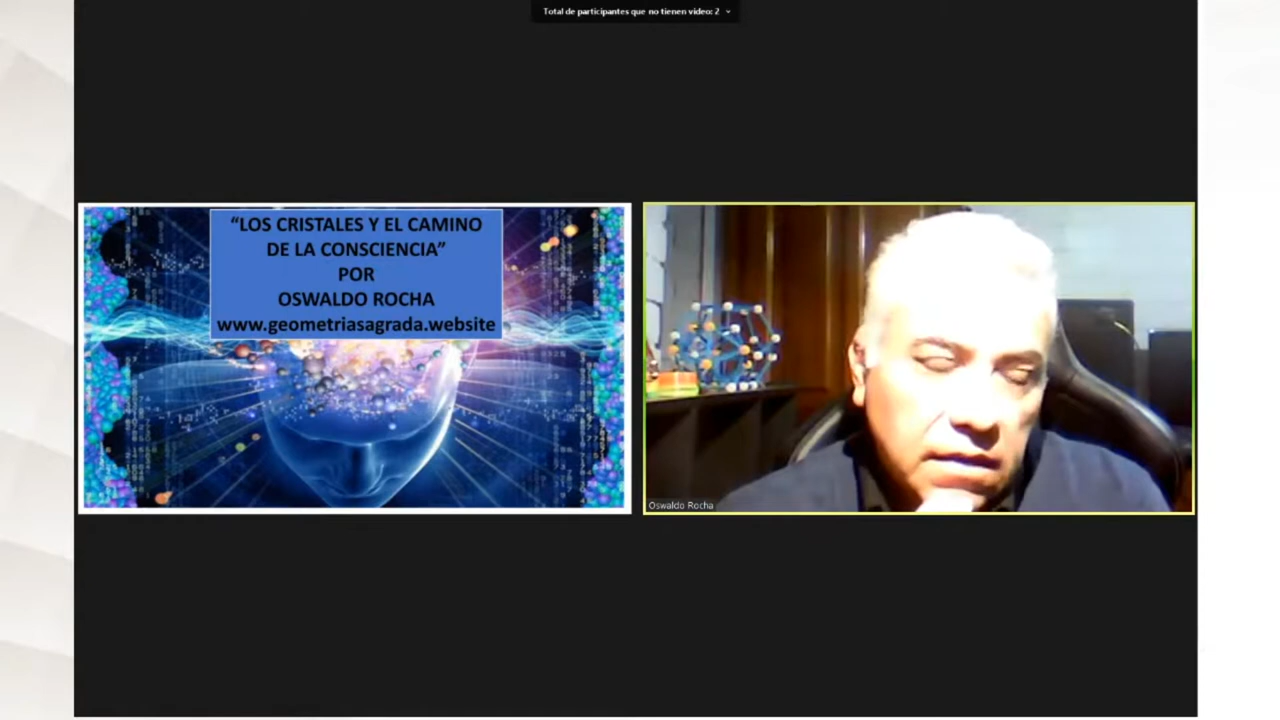 Total de participantes que no tienen video: 2
“LOS CRISTALES Y EL CAMINO
DE LA CONSCIENCIA”
POR
OSWALDO ROCHA
www.geometriasagrada.website
Oswaldo Rocha